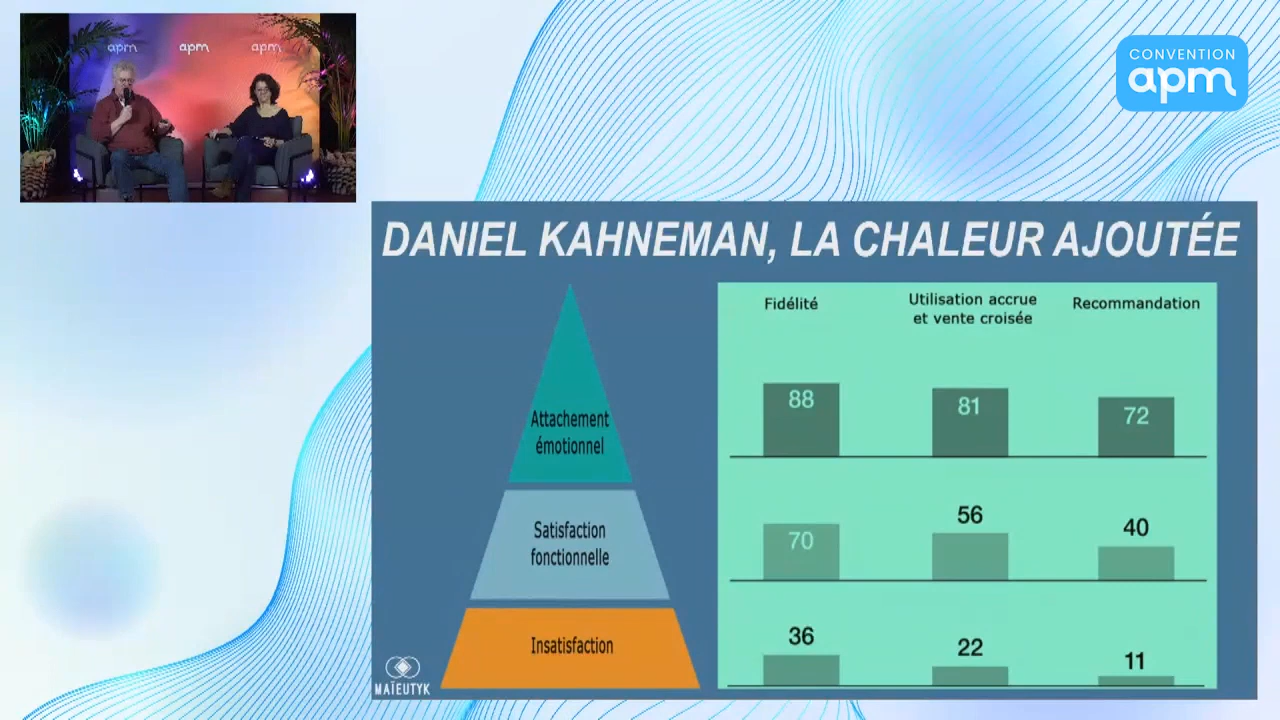 apm apm apm
CONVENTION
apm
DANIEL KAHNEMAN, LA CHALEUR AJOUTÉE
Attachement
émotionnel
Satisfaction
fonctionnelle
Insatisfaction
MAÏEUTYK
Fidélité
Utilisation accrue
et vente croisée
Recommandation
88 81 72
70 56 40
36 22 11